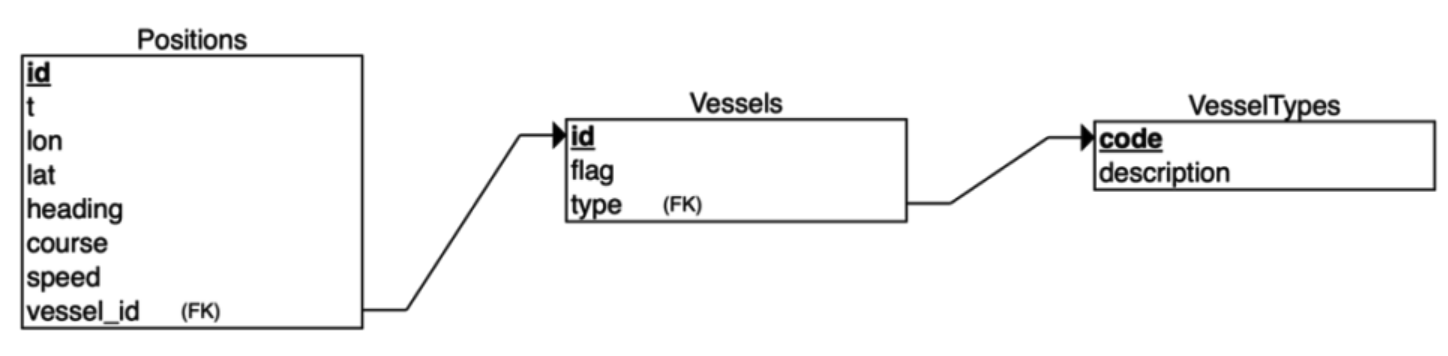 Positions
id
t
lon
lat
heading
course
speed
vessel_id (FK)
Vessels
id
flag
type (FK)
VesselTypes
code
description